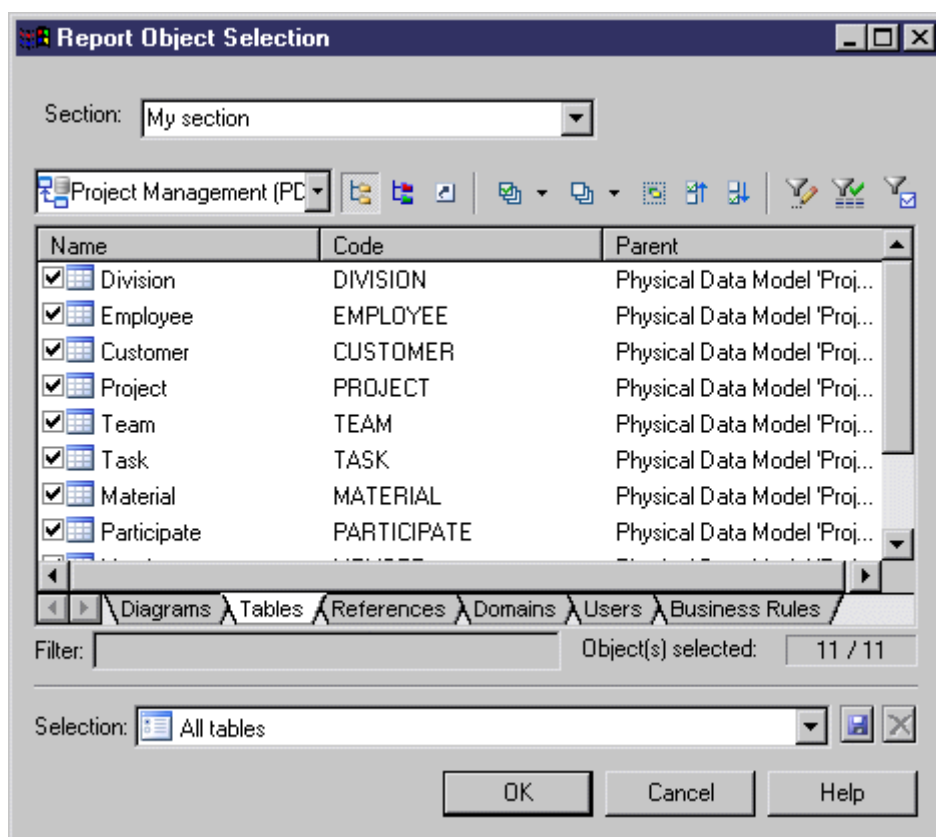 Report Object Selection
Section: My section
Project Management (PD
Name Code Parent
Division DIVISION Physical Data Model 'Proj...
Employee EMPLOYEE Physical Data Model 'Proj...
Customer CUSTOMER Physical Data Model 'Proj...
Project PROJECT Physical Data Model 'Proj...
Team TEAM Physical Data Model 'Proj...
Task TASK Physical Data Model 'Proj...
Material MATERIAL Physical Data Model 'Proj...
Participate PARTICIPATE Physical Data Model 'Proj...
Diagrams Tables References Domains Users Business Rules
Filter: Object(s) selected: 11 / 11
Selection: All tables
OK Cancel Help